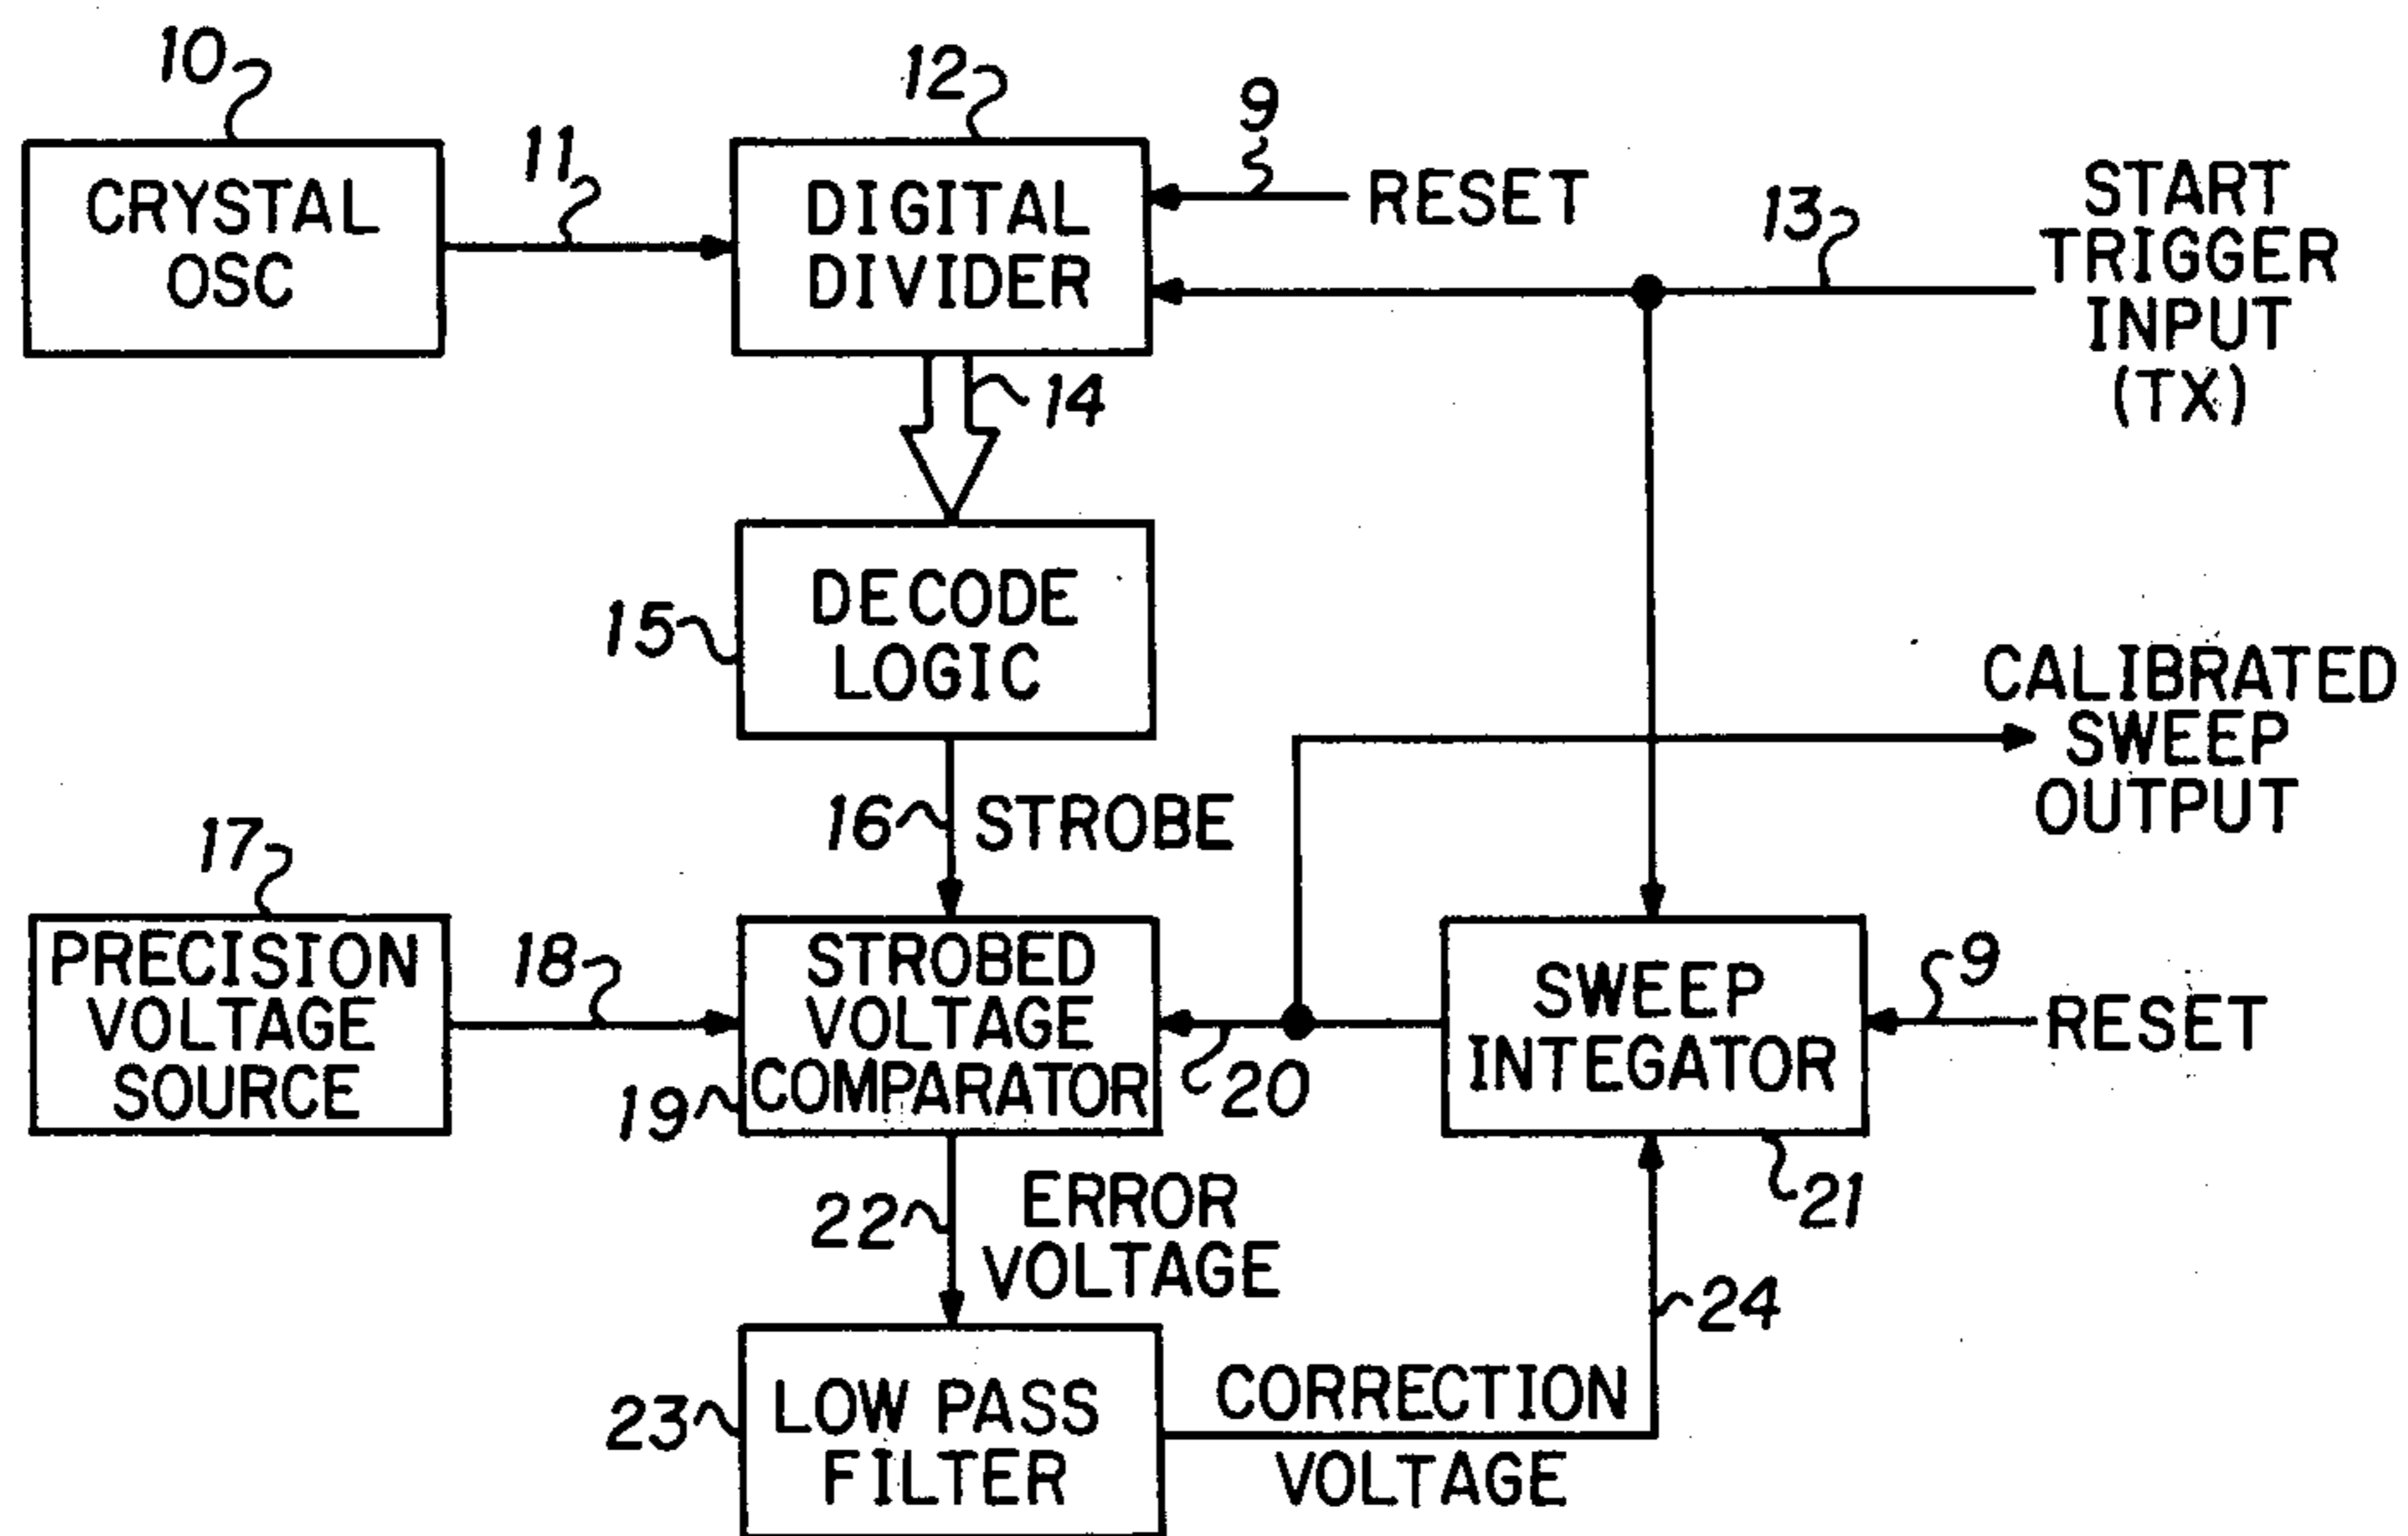 10
12
9
11
CRYSTAL
OSC
DIGITAL
DIVIDER
RESET
13
START
TRIGGER
INPUT
(TX)
14
15
DECODE
LOGIC
16
STROBE
CALIBRATED
SWEEP
OUTPUT
17
PRECISION
VOLTAGE
SOURCE
18
STROBED
VOLTAGE
COMPARATOR
19
20
SWEEP
INTEGATOR
9
RESET
21
22
ERROR
VOLTAGE
24
23
LOW PASS
FILTER
CORRECTION
VOLTAGE